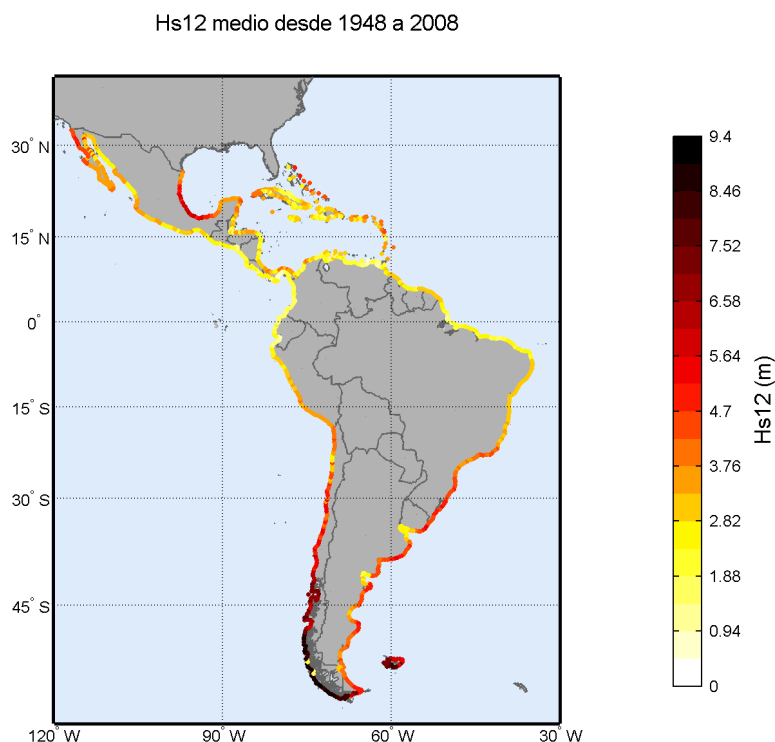 Hs12 medio desde 1948 a 2008
30° N
15° N
0°
15° S
30° S
45° S
120° W
90° W
60° W
30° W
9.4
8.46
7.52
6.58
5.64
4.7
3.76
2.82
1.88
0.94
0
Hs12 (m)